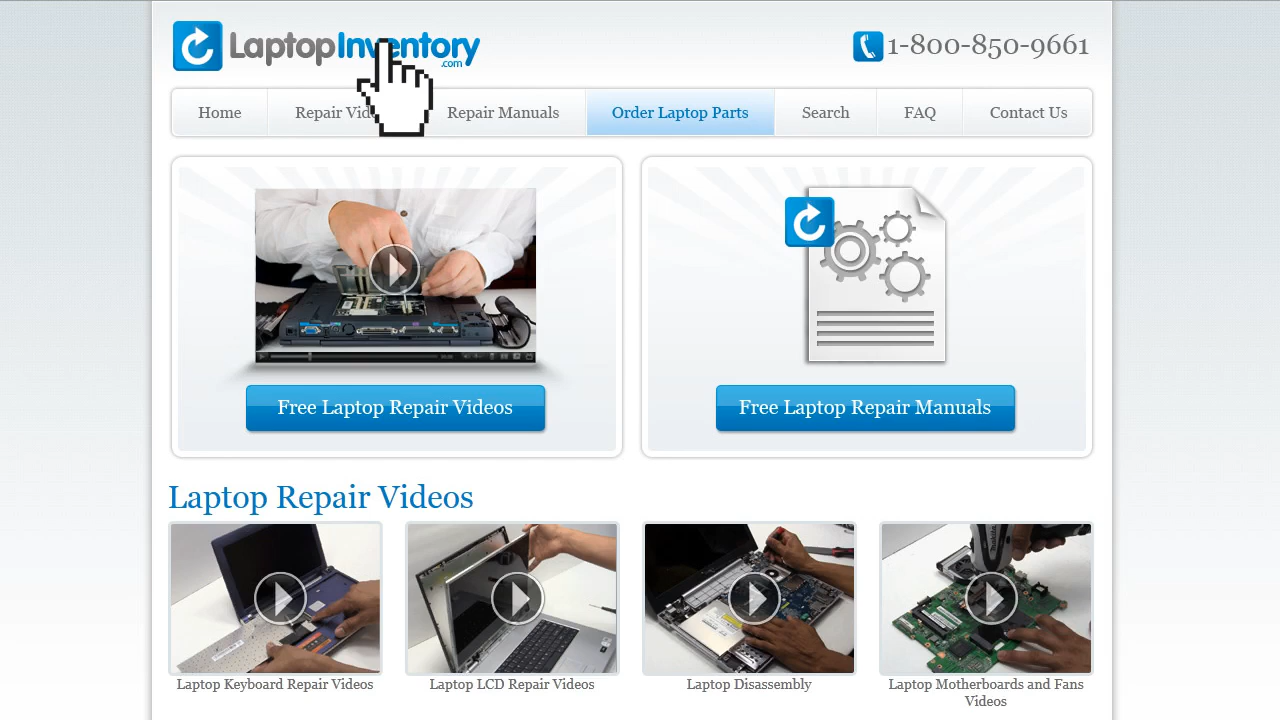 LaptopInventory
.com
1-800-850-9661
Home
Repair Vid
Repair Manuals
Order Laptop Parts
Search
FAQ
Contact Us
Free Laptop Repair Videos
Free Laptop Repair Manuals
Laptop Repair Videos
Laptop Keyboard Repair Videos
Laptop LCD Repair Videos
Laptop Disassembly
Laptop Motherboards and Fans
Videos